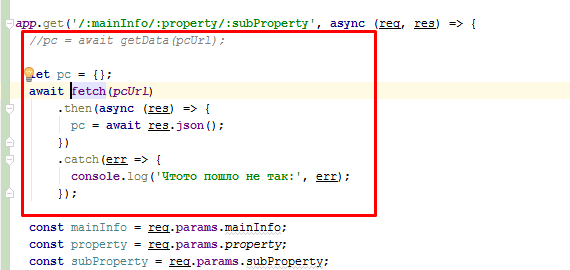 app.get('/:mainInfo/:property/:subProperty', async (req, res) => {
//pc = await getData(pcUrl);
let pc = {};
await fetch(pcUrl)
.then(async (res) => {
pc = await res.json();
})
.catch(err => {
console.log('Чтото пошло не так:', err);
});
const mainInfo = req.params.mainInfo;
const property = req.params.property;
const subProperty = req.params.subProperty;